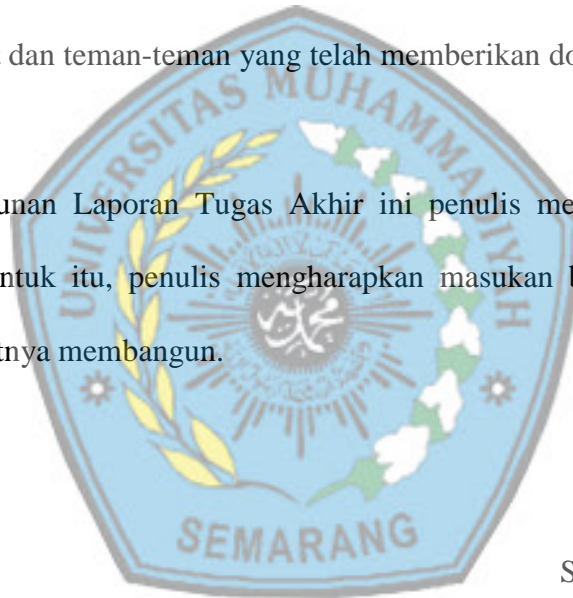 dan teman-teman yang telah memberikan do
UNIVERSITAS MUHAMMADIYAH
unan Laporan Tugas Akhir ini penulis me
ntuk itu, penulis mengharapkan masukan b
tnya membangun.
SEMARANG
S